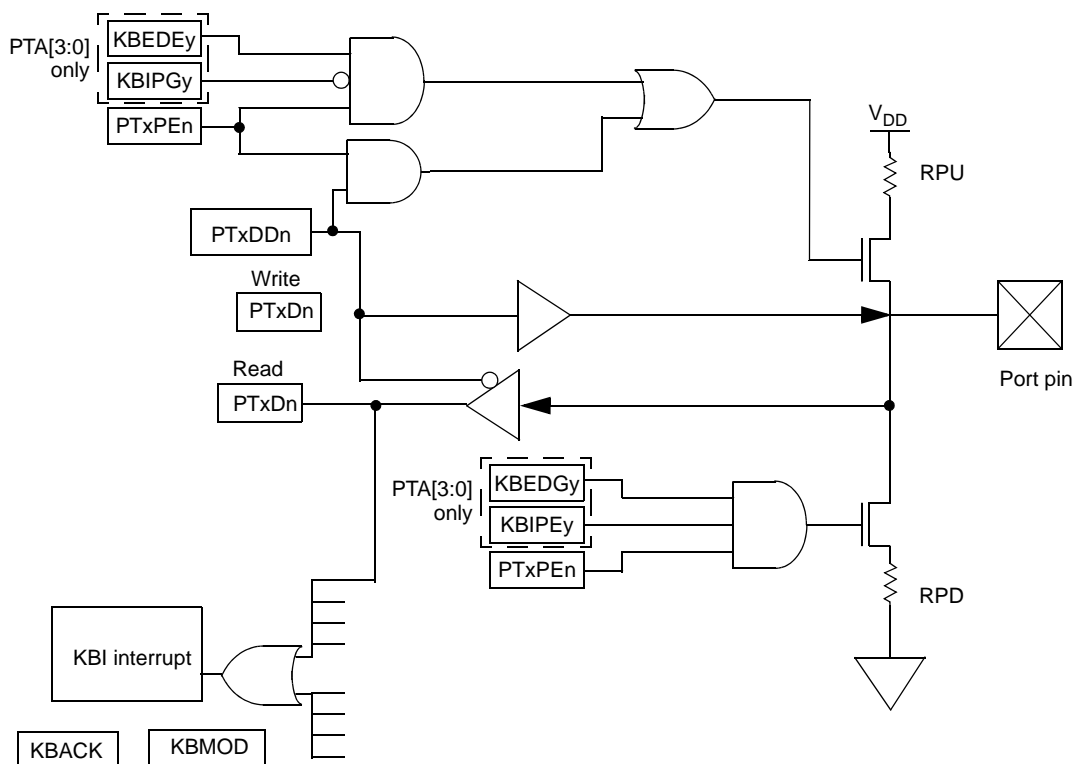 PTA[3:0]
only
KBEDEy
KBIPGy
PTxPEn
VDD
RPU
PTxDDn
Write
PTxDn
Read
PTxDn
Port pin
PTA[3:0]
only
KBEDGy
KBIPEy
PTxPEn
RPD
KBI interrupt
KBACK
KBMOD